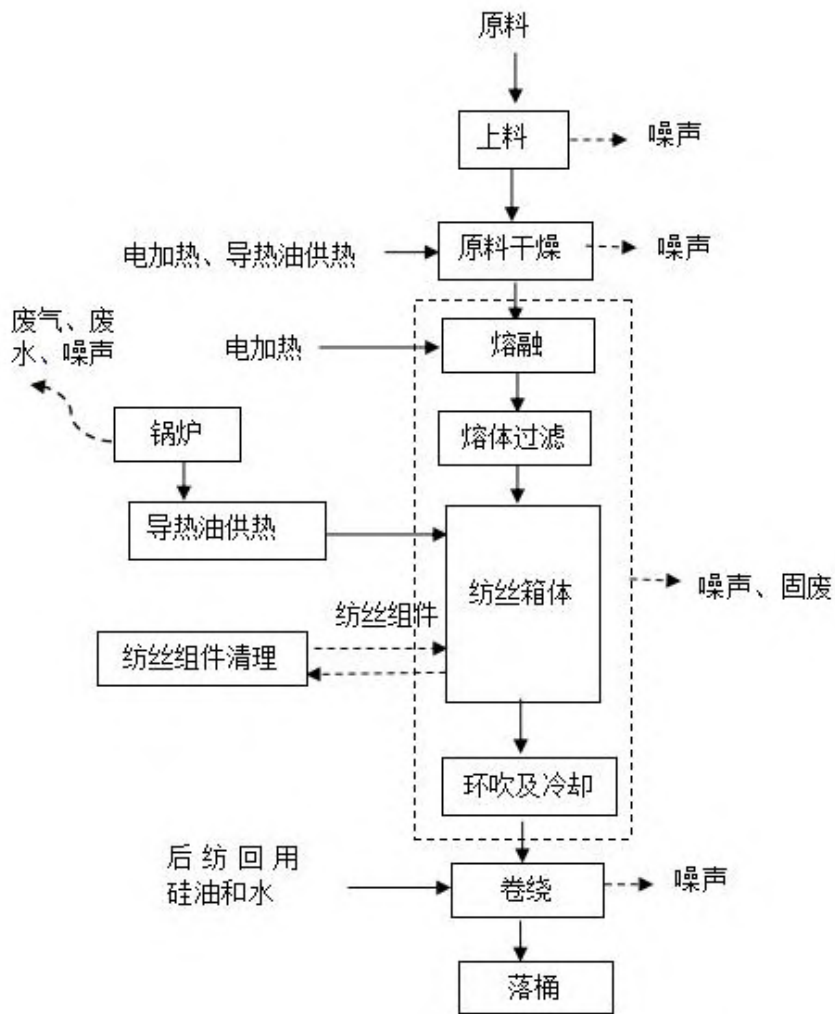 原料
上料
噪声
电加热、导热油供热
原料干燥
噪声
废气、废
水、噪声
电加热
熔融
锅炉
熔体过滤
导热油供热
纺丝箱体
噪声、固废
纺丝组件
纺丝组件清理
环吹及冷却
后纺回用
硅油和水
卷绕
噪声
落桶